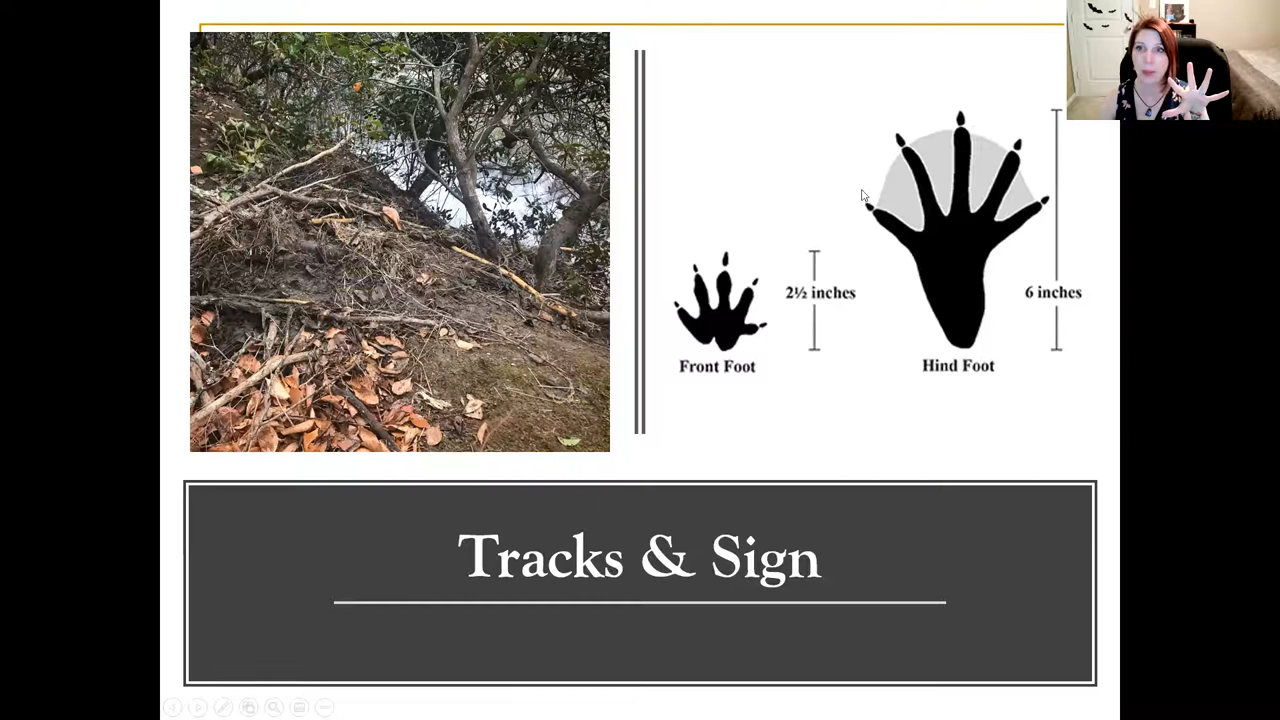 2½ inches
6 inches
Front Foot
Hind Foot
Tracks & Sign